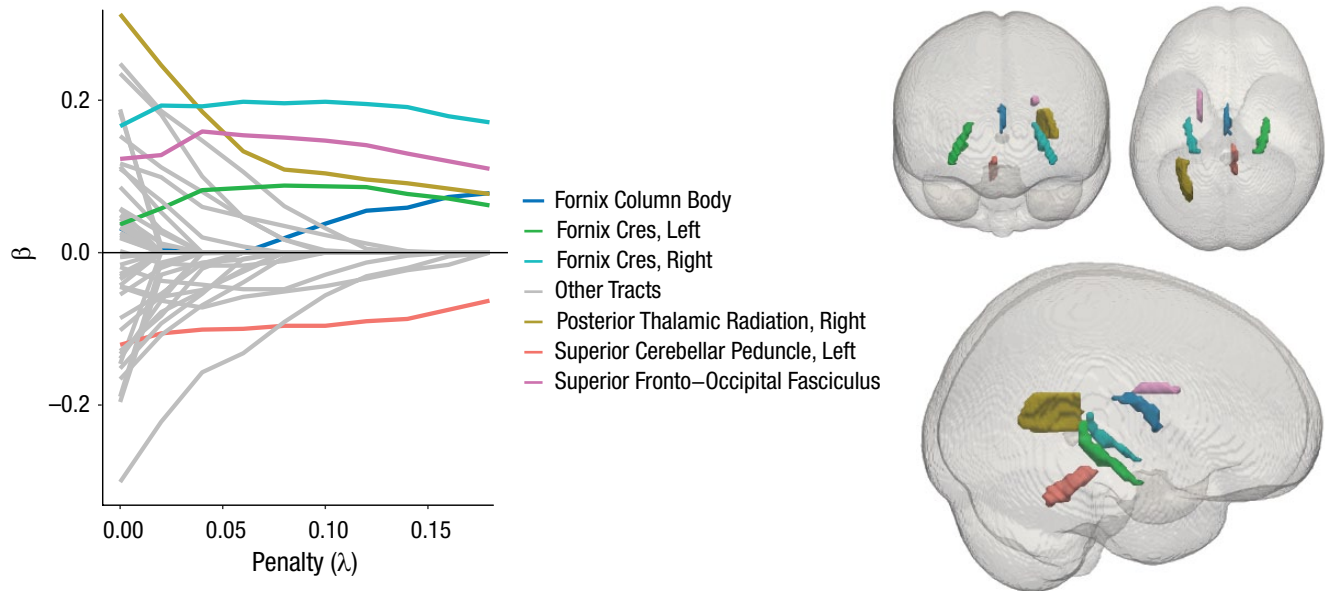 0.2
0.0
−0.2
β
0.00
0.05
0.10
0.15
Penalty (λ)
Fornix Column Body
Fornix Cres, Left
Fornix Cres, Right
Other Tracts
Posterior Thalamic Radiation, Right
Superior Cerebellar Peduncle, Left
Superior Fronto−Occipital Fasciculus